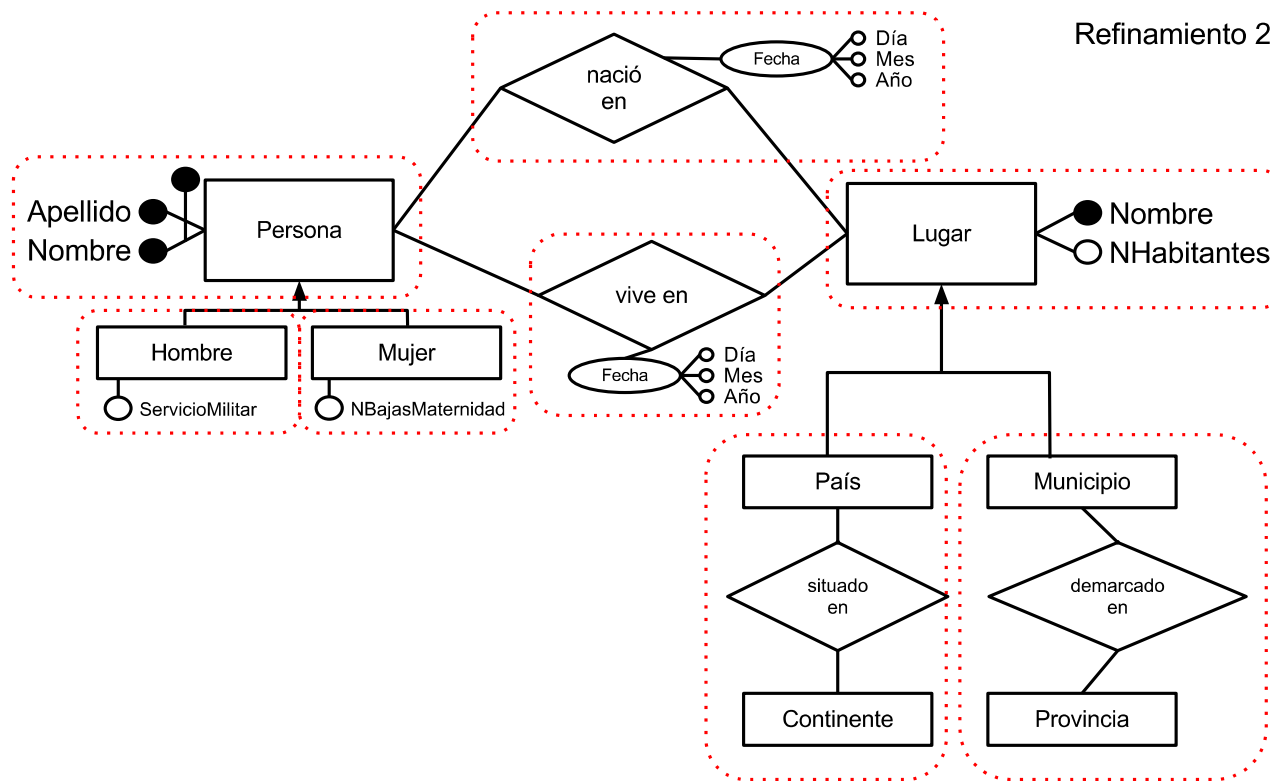 Refinamiento 2
nació
en
Fecha
Día
Mes
Año
Apellido
Nombre
Persona
Lugar
Nombre
NHabitantes
vive en
Fecha
Día
Mes
Año
Hombre
Mujer
ServicioMilitar
NBajasMaternidad
País
Municipio
situado
en
demarcado
en
Continente
Provincia